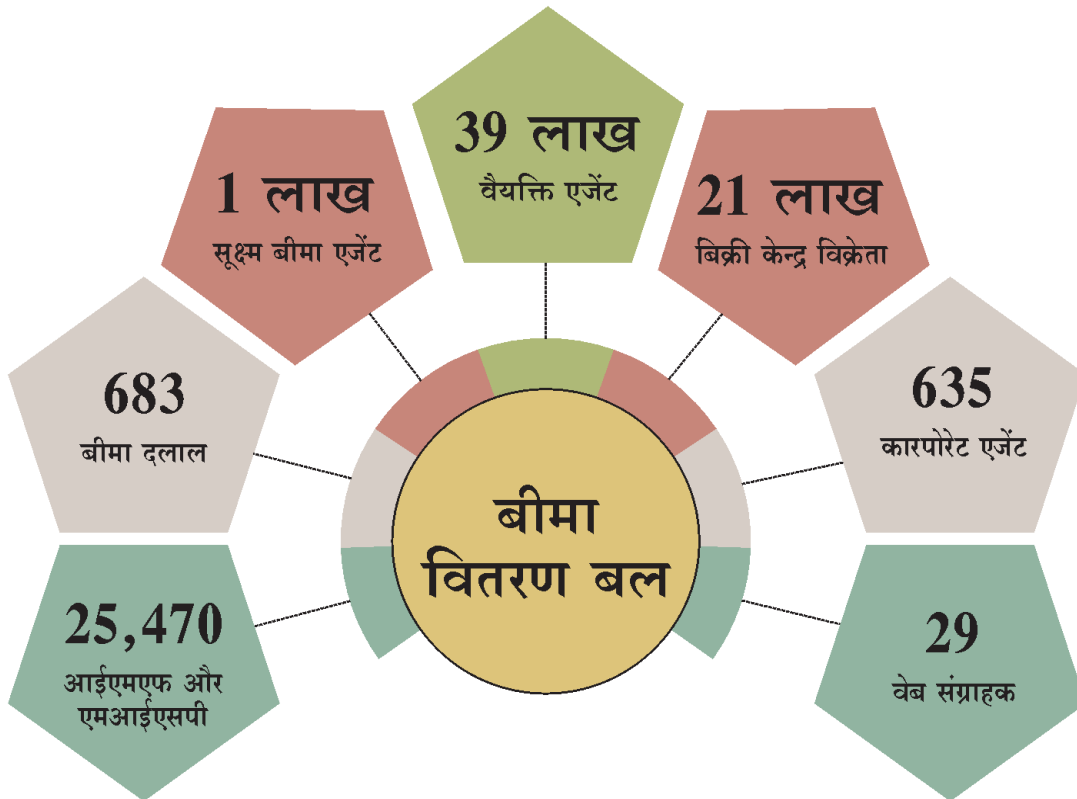 39 लाख
वैयक्ति एजेंट
1 लाख
सूक्ष्म बीमा एजेंट
21 लाख
बिक्री केन्द्र विक्रेता
683
बीमा दलाल
635
कारपोरेट एजेंट
बीमा
वितरण बल
25,470
आईएमएफ और
एमआईएसपी
29
वेब संग्राहक